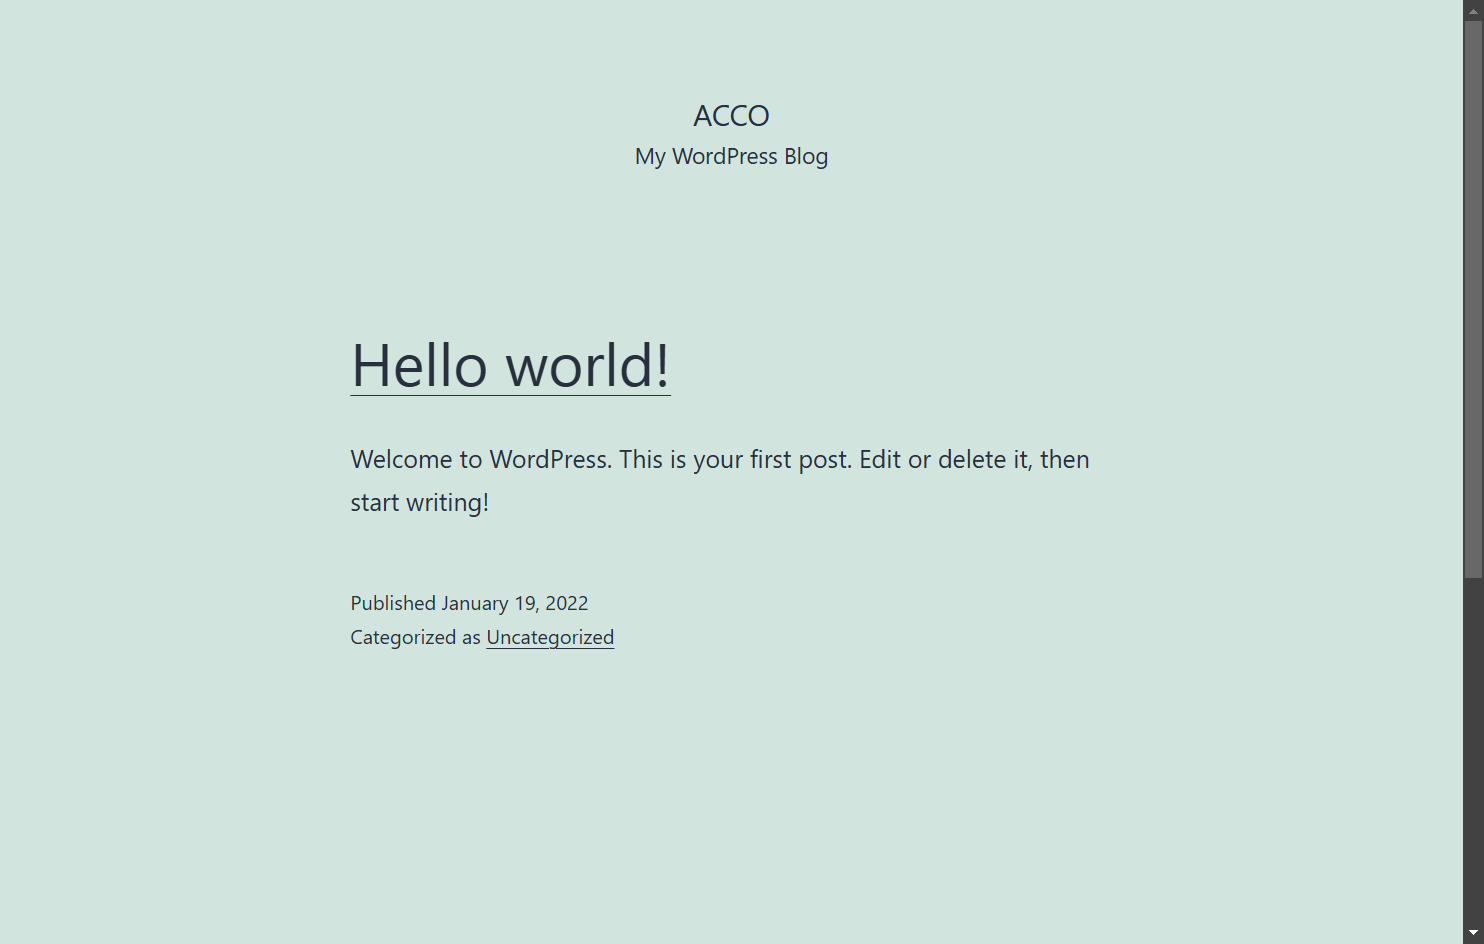 ACCO
My WordPress Blog
Hello world!
Welcome to WordPress. This is your first post. Edit or delete it, then
start writing!
Published January 19, 2022
Categorized as Uncategorized